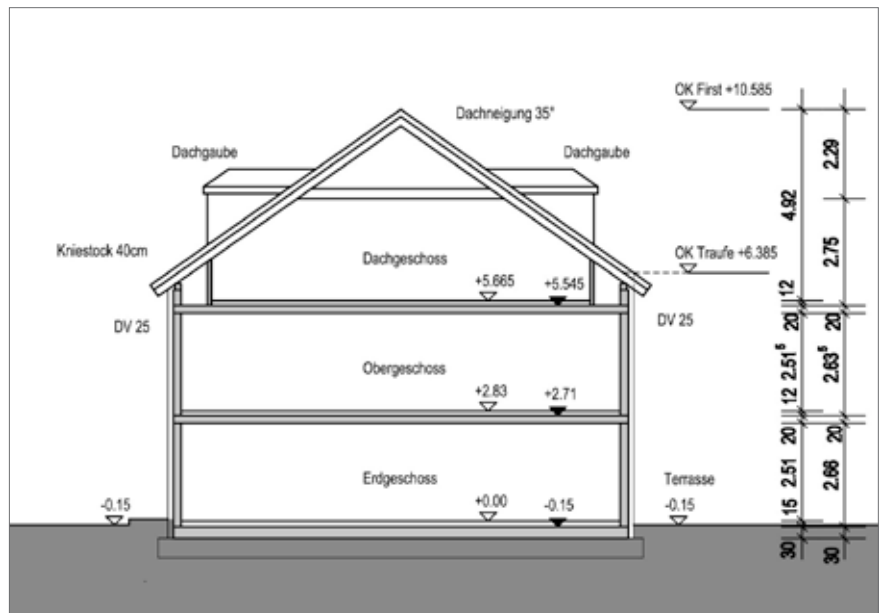 OK First +10.585
Dachneigung 35°
Dachgaube
Dachgaube
2.29
4.92
Kniestock 40cm
OK Traufe +6.385
2.75
Dachgeschoss
+5.665
+5.545
12
DV 25
DV 25
20
20
Obergeschoss
2.51⁵
2.63⁵
+2.83
+2.71
12
20
20
Erdgeschoss
2.51
2.66
Terrasse
-0.15
+0.00
-0.15
-0.15
15
30
30